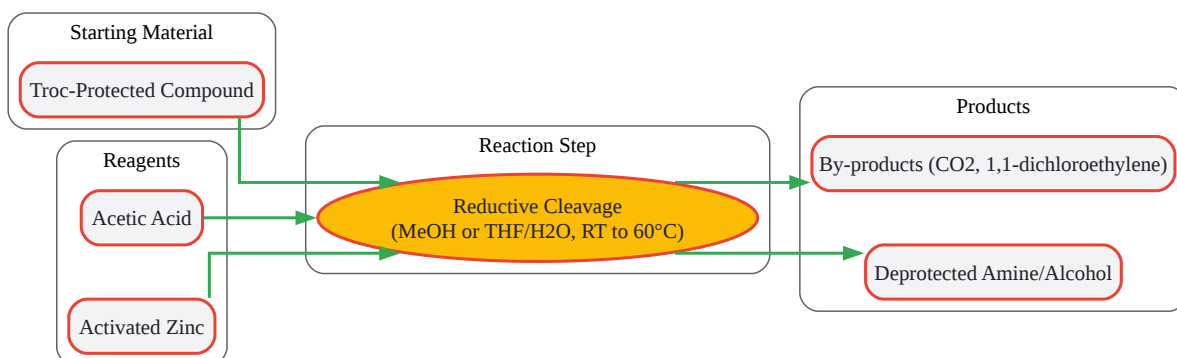 Starting Material
Troc-Protected Compound
Reagents
Acetic Acid
Activated Zinc
Reaction Step
Reductive Cleavage
(MeOH or THF/H2O, RT to 60°C)
Products
By-products (CO2, 1,1-dichloroethylene)
Deprotected Amine/Alcohol